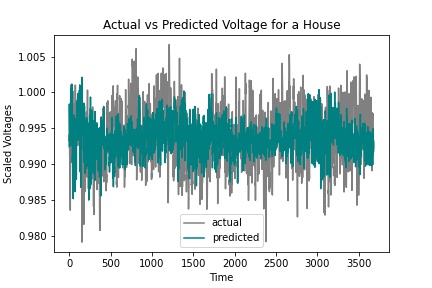 Actual vs Predicted Voltage for a House
Scaled Voltages
1.005
1.000
0.995
0.990
0.985
0.980
actual
predicted
0 500 1000 1500 2000 2500 3000 3500
Time